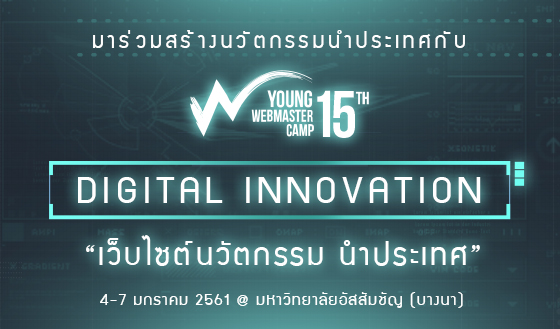 มาร่วมสร้างนวัตกรรมนำประเทศกับ
YOUNG
WEBMASTER
CAMP
15TH
DIGITAL INNOVATION
“เว็บไซต์นวัตกรรม นำประเทศ”
4-7 มกราคม 2561 @ มหาวิทยาลัยอัสสัมชัญ (บางนา)